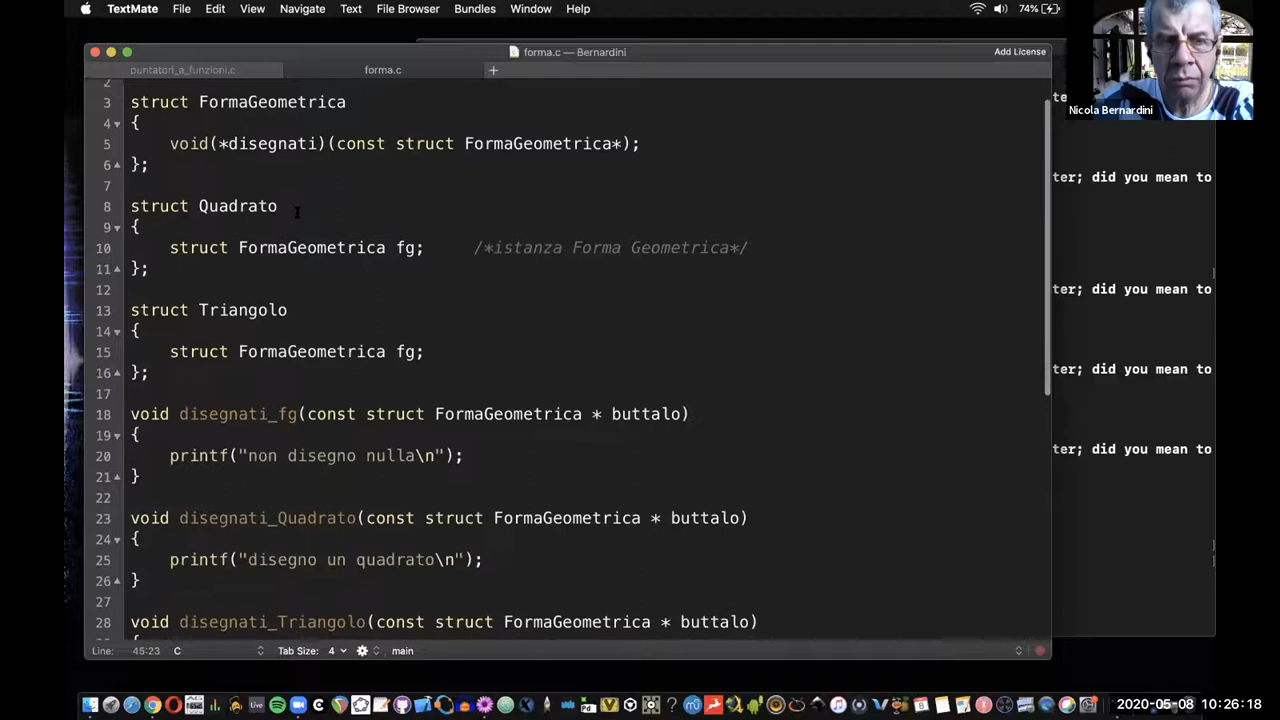 TextMate File Edit View Navigate Text File Browser Bundles Window Help 74%
forma.c — Bernardini Add License
puntatori_a_funzioni.c forma.c +
Nicola Bernardini
2
3 struct FormaGeometrica
4 {
5 void(*disegnati)(const struct FormaGeometrica*);
6 };
7
8 struct Quadrato
9 {
10 struct FormaGeometrica fg; /*istanza Forma Geometrica*/
11 };
12
13 struct Triangolo
14 {
15 struct FormaGeometrica fg;
16 };
17
18 void disegnati_fg(const struct FormaGeometrica * buttalo)
19 {
20 printf("non disegno nulla\n");
21 }
22
23 void disegnati_Quadrato(const struct FormaGeometrica * buttalo)
24 {
25 printf("disegno un quadrato\n");
26 }
27
28 void disegnati_Triangolo(const struct FormaGeometrica * buttalo)
ter; did you mean to
ter; did you mean to
ter; did you mean to
ter; did you mean to
Line: 45:23 C Tab Size: 4 main
Live Pd
2020-05-08 10:26:18